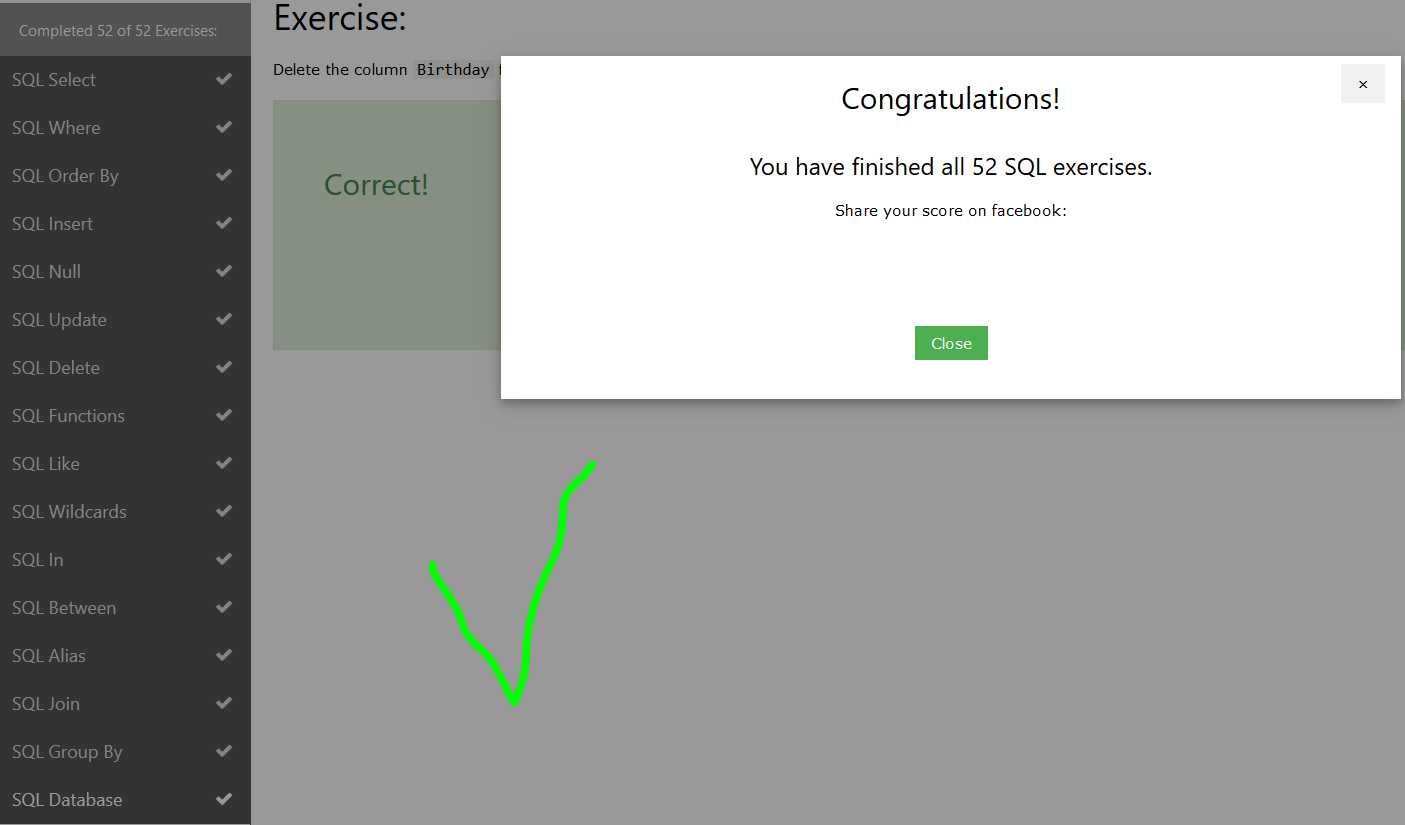 Completed 52 of 52 Exercises:
SQL Select
SQL Where
SQL Order By
SQL Insert
SQL Null
SQL Update
SQL Delete
SQL Functions
SQL Like
SQL Wildcards
SQL In
SQL Between
SQL Alias
SQL Join
SQL Group By
SQL Database
Exercise:
Delete the column Birthday
Correct!
×
Congratulations!
You have finished all 52 SQL exercises.
Share your score on facebook:
Close